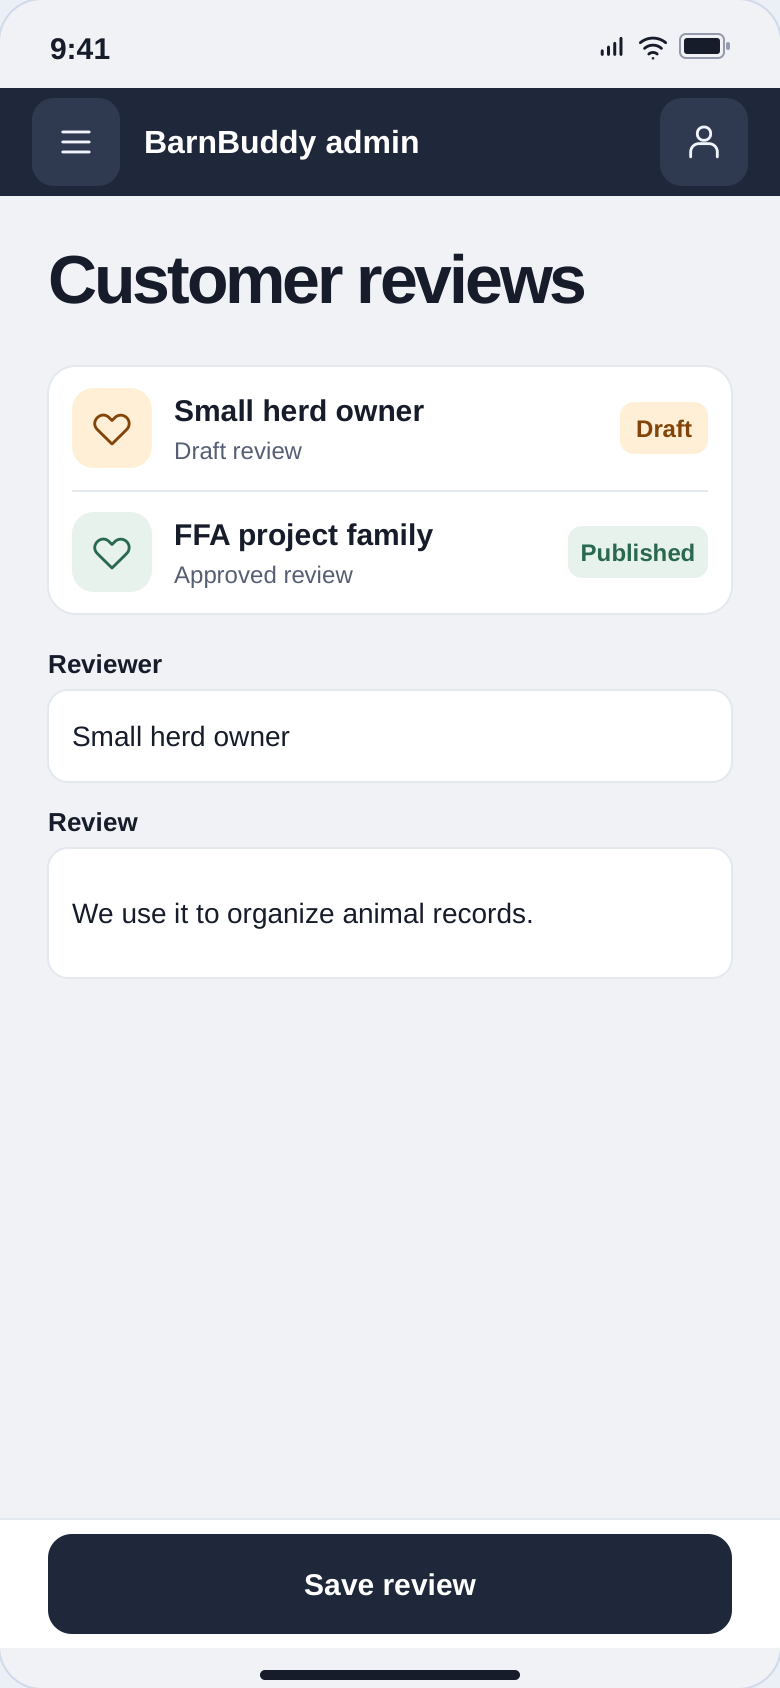 9:41
BarnBuddy admin
Customer reviews
Small herd owner
Draft review
Draft
FFA project family
Approved review
Published
Reviewer
Small herd owner
Review
We use it to organize animal records.
Save review